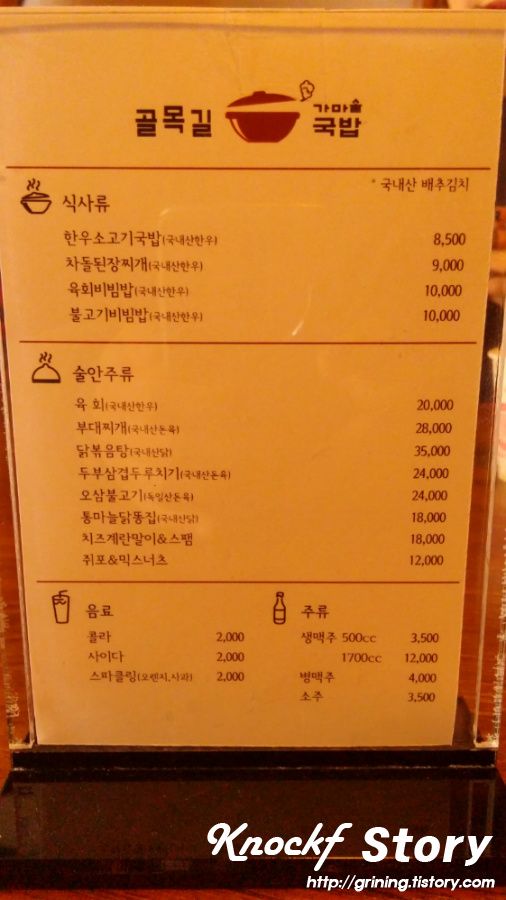 골목길 가마솥 국밥
* 국내산 배추김치
식사류
한우소고기국밥(국내산한우) 8,500
차돌된장찌개(국내산한우) 9,000
육회비빔밥(국내산한우) 10,000
불고기비빔밥(국내산한우) 10,000
술안주류
육 회(국내산한우) 20,000
부대찌개(국내산돈육) 28,000
닭볶음탕(국내산닭) 35,000
두부삼겹두루치기(국내산돈육) 24,000
오삼불고기(독일산돈육) 24,000
통마늘닭똥집(국내산닭) 18,000
치즈계란말이&스팸 18,000
쥐포&믹스너츠 12,000
음료
콜라 2,000
사이다 2,000
스파클링(오렌지,사과) 2,000
주류
생맥주 500cc 3,500
1700cc 12,000
병맥주 4,000
소주 3,500
Knockf Story
http://grining.tistory.com